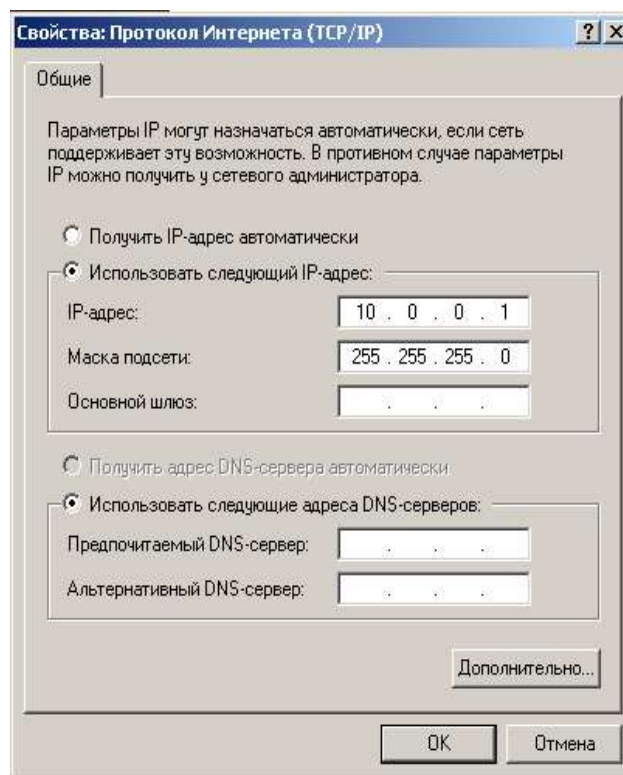 Свойства: Протокол Интернета (TCP/IP)
Общие
Параметры IP могут назначаться автоматически, если сеть
поддерживает эту возможность. В противном случае параметры
IP можно получить у сетевого администратора.
Получить IP-адрес автоматически
Использовать следующий IP-адрес:
IP-адрес: 10 . 0 . 0 . 1
Маска подсети: 255 . 255 . 255 . 0
Основной шлюз: . . .
Получить адрес DNS-сервера автоматически
Использовать следующие адреса DNS-серверов:
Предпочитаемый DNS-сервер: . . .
Альтернативный DNS-сервер: . . .
Дополнительно...
OK Отмена